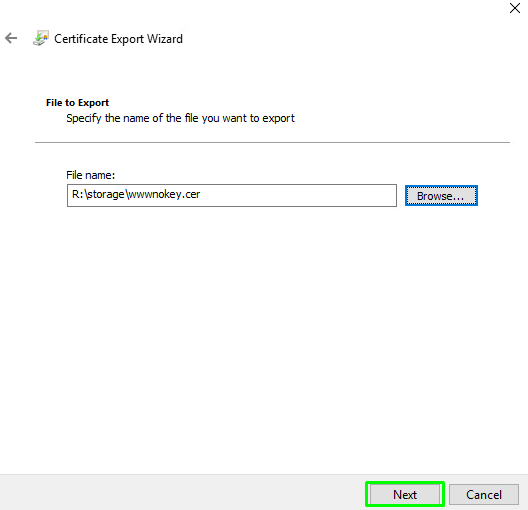 Certificate Export Wizard
File to Export
Specify the name of the file you want to export
File name:
R:\storage\wwwnokey.cer
Browse...
Next
Cancel